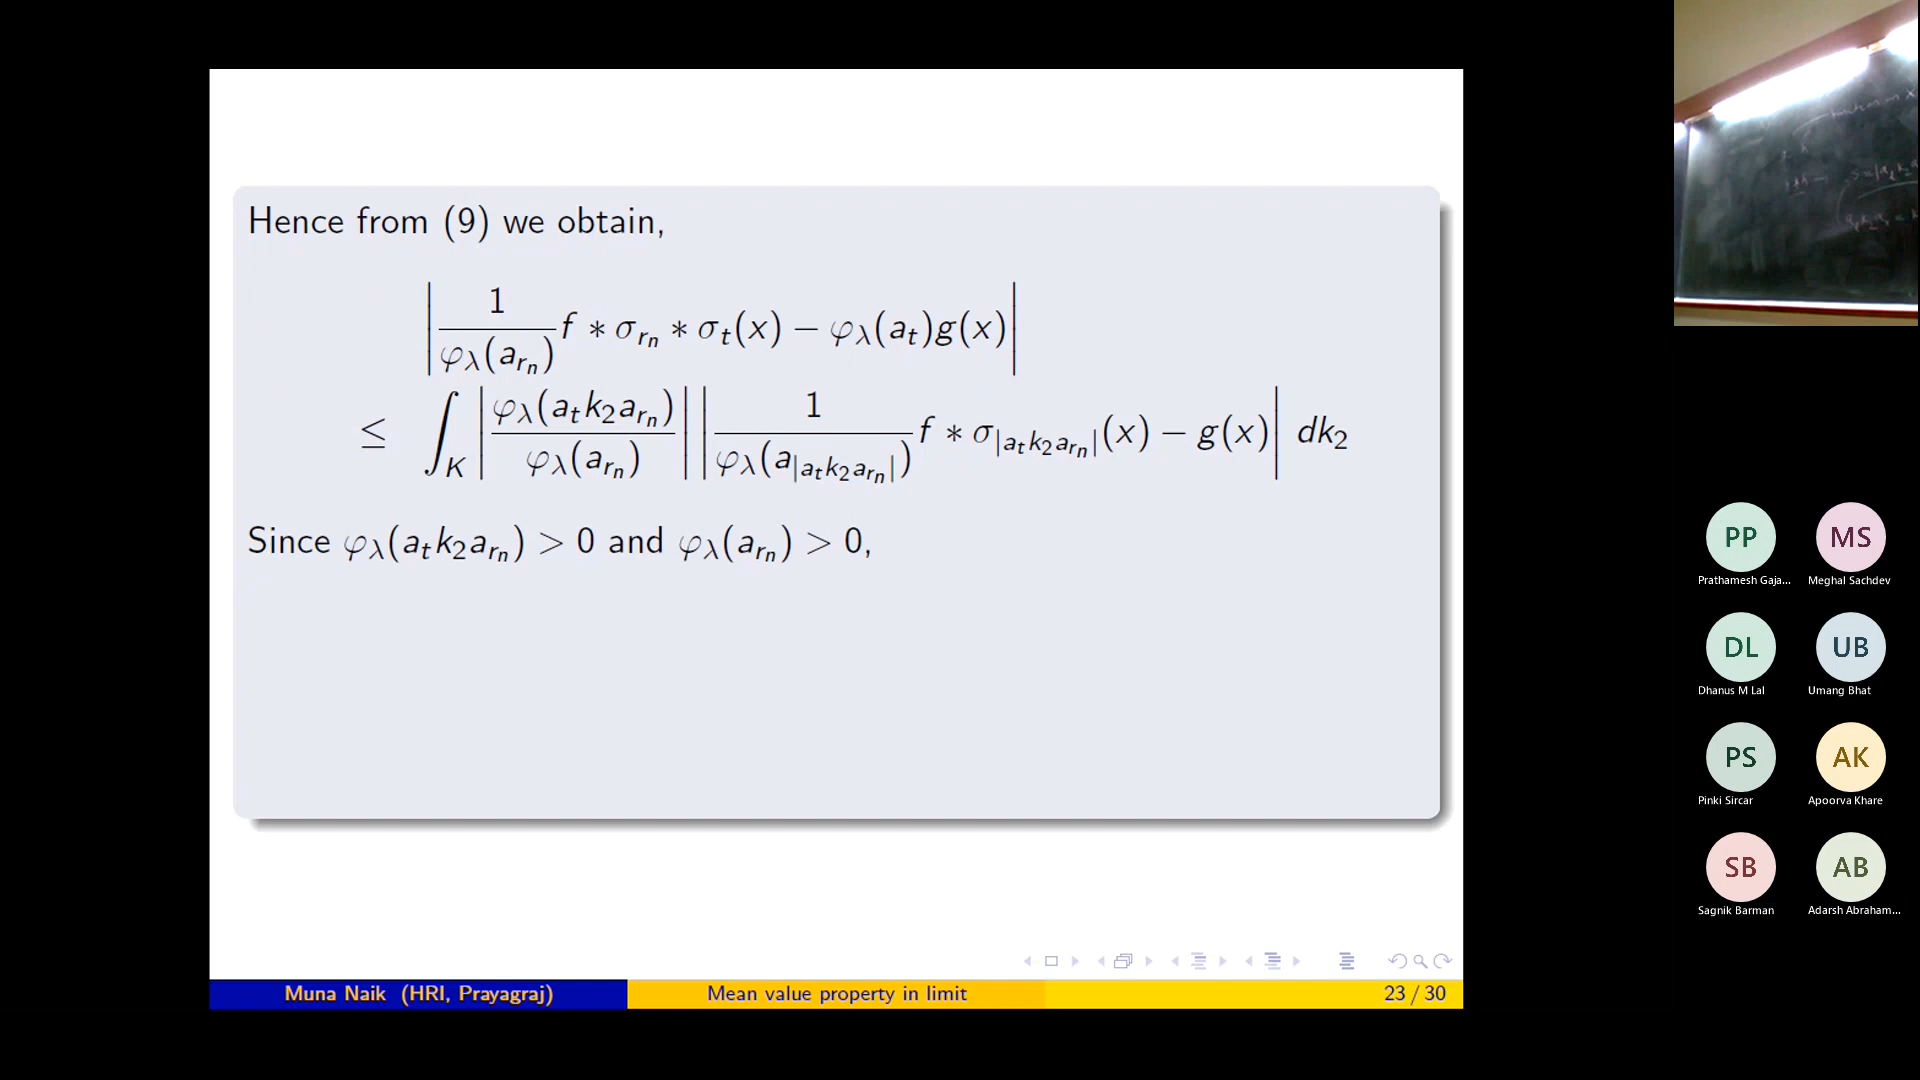 Hence from (9) we obtain,
| 1/φ_λ(a_{r_n}) f ∗ σ_{r_n} ∗ σ_t(x) − φ_λ(a_t)g(x) |
≤ ∫_K | φ_λ(a_t k_2 a_{r_n}) / φ_λ(a_{r_n}) | | 1/φ_λ(a_{|a_t k_2 a_{r_n}|}) f ∗ σ_{|a_t k_2 a_{r_n}|}(x) − g(x) | dk_2
Since φ_λ(a_t k_2 a_{r_n}) > 0 and φ_λ(a_{r_n}) > 0,
Muna Naik (HRI, Prayagraj) Mean value property in limit 23 / 30
PP MS
Prathamesh Gaja... Meghal Sachdev
DL UB
Dhanus M Lal Umang Bhat
PS AK
Pinki Sircar Apoorva Khare
SB AB
Sagnik Barman Adarsh Abraham...